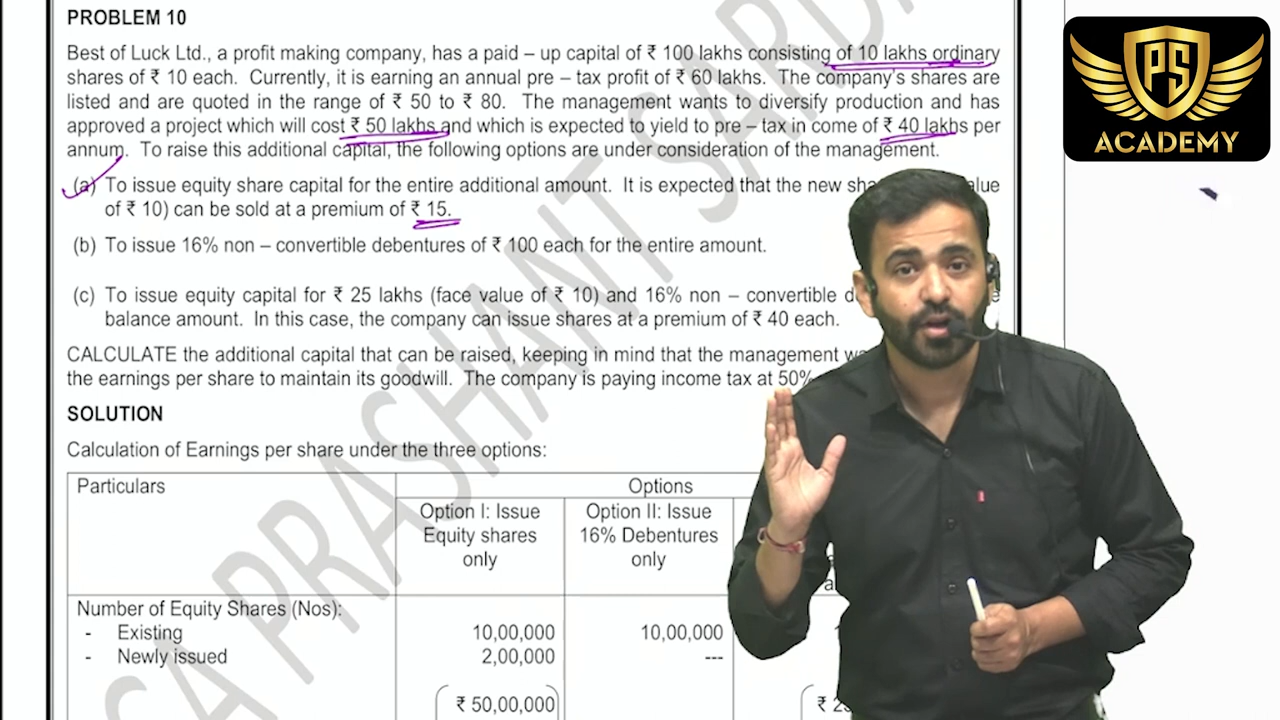 PROBLEM 10
Best of Luck Ltd., a profit making company, has a paid – up capital of ₹ 100 lakhs consisting of 10 lakhs ordinary
shares of ₹ 10 each. Currently, it is earning an annual pre – tax profit of ₹ 60 lakhs. The company's shares are
listed and are quoted in the range of ₹ 50 to ₹ 80. The management wants to diversify production and has
approved a project which will cost ₹ 50 lakhs and which is expected to yield to pre – tax in come of ₹ 40 lakhs per
annum. To raise this additional capital, the following options are under consideration of the management.
(a) To issue equity share capital for the entire additional amount. It is expected that the new
of ₹ 10) can be sold at a premium of ₹ 15.
(b) To issue 16% non – convertible debentures of ₹ 100 each for the entire amount.
(c) To issue equity capital for ₹ 25 lakhs (face value of ₹ 10) and 16% non – convertible
balance amount. In this case, the company can issue shares at a premium of ₹ 40 each.
CALCULATE the additional capital that can be raised, keeping in mind that the management
the earnings per share to maintain its goodwill. The company is paying income tax at 50%
SOLUTION
Calculation of Earnings per share under the three options:
Particulars Options
Option I: Issue Equity shares only
Option II: Issue 16% Debentures only
Number of Equity Shares (Nos):
- Existing 10,00,000 10,00,000
- Newly issued 2,00,000 ---
₹ 50,00,000
CA PRASHANT SARDA
PS
ACADEMY